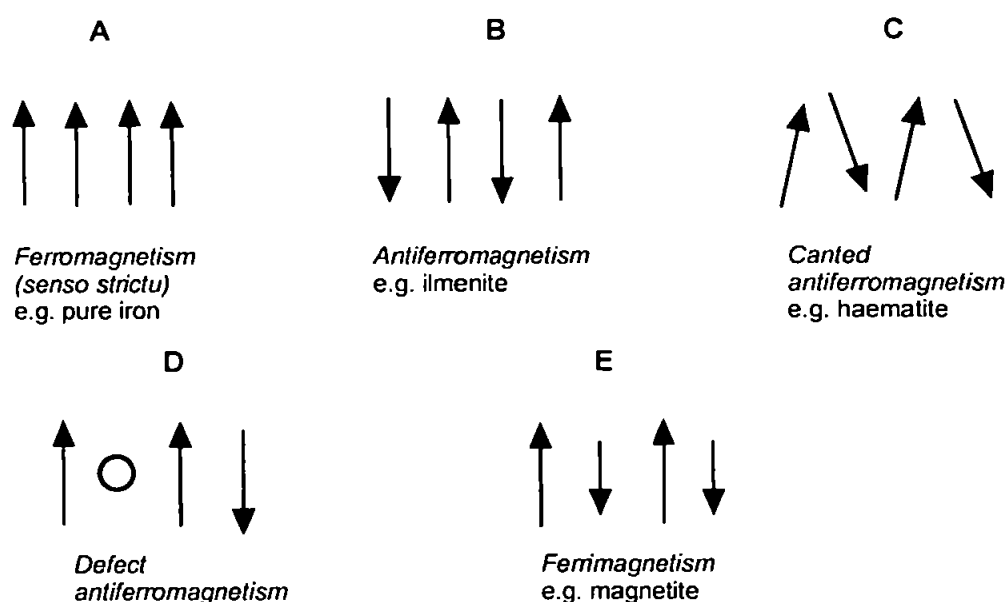 A
B
C
Ferromagnetism
(senso strictu)
e.g. pure iron
Antiferromagnetism
e.g. ilmenite
Canted
antiferromagnetism
e.g. haematite
D
E
Defect
antiferromagnetism
Ferrimagnetism
e.g. magnetite